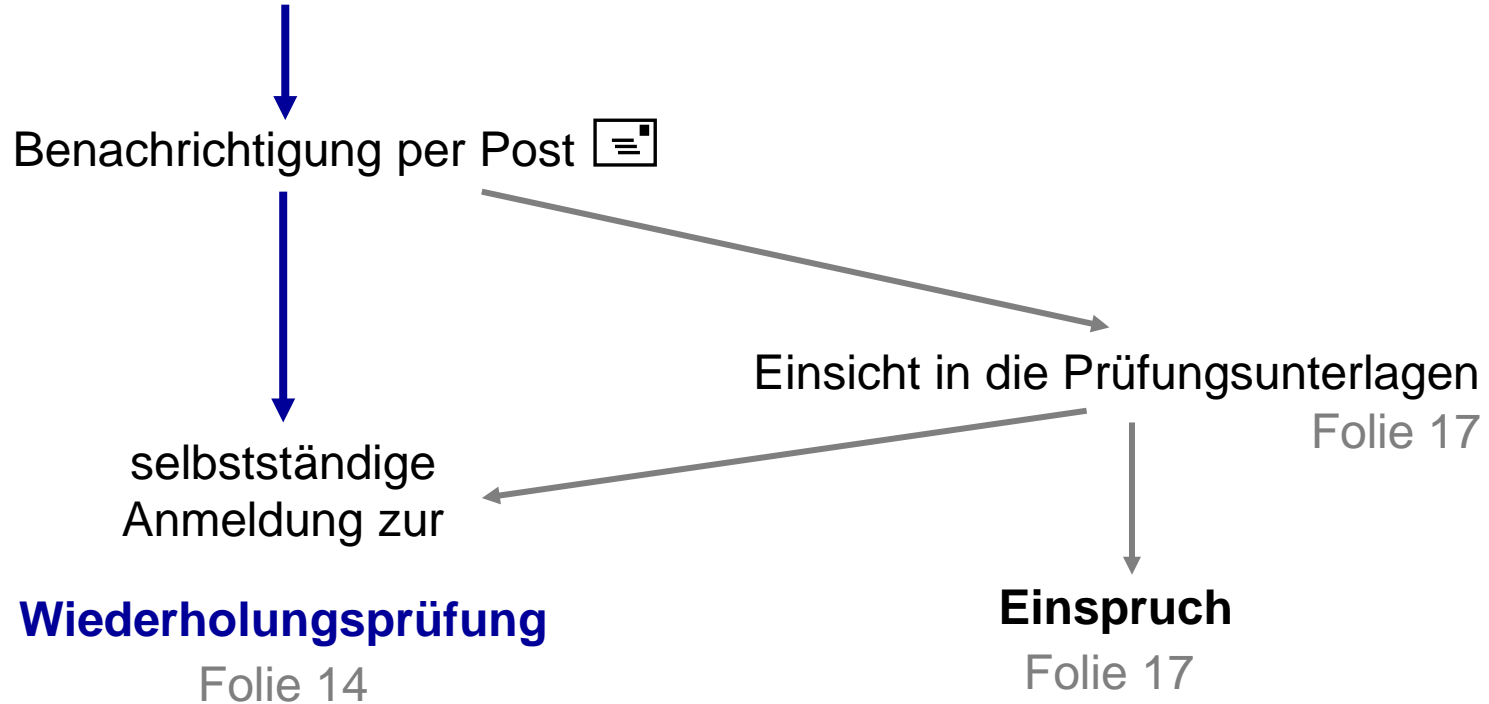 Benachrichtigung per Post
Einsicht in die Prüfungsunterlagen
Folie 17
selbstständige
Anmeldung zur
Wiederholungsprüfung
Folie 14
Einspruch
Folie 17